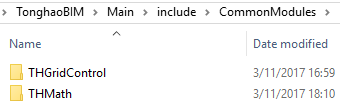 TonghaoBIM > Main > include > CommonModules >
Name Date modified
THGridControl 3/11/2017 16:59
THMath 3/11/2017 18:10